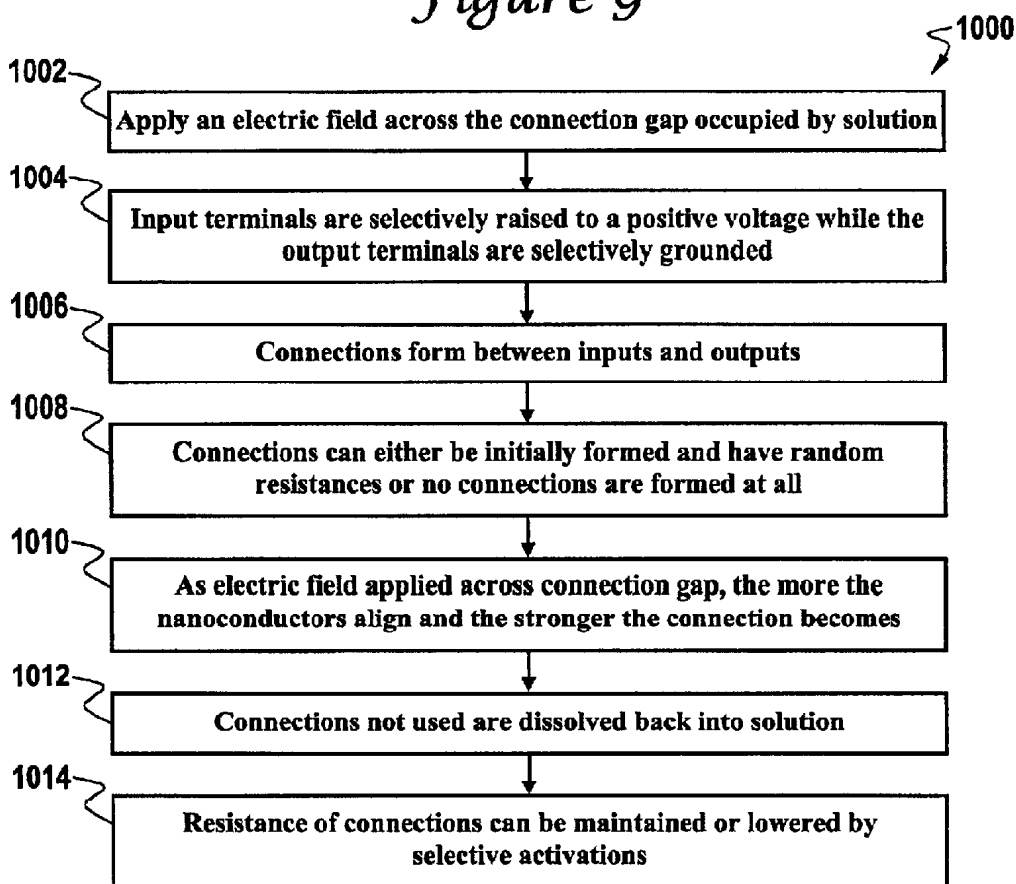 Figure 9
1000
1002
Apply an electric field across the connection gap occupied by solution
1004
Input terminals are selectively raised to a positive voltage while the
output terminals are selectively grounded
1006
Connections form between inputs and outputs
1008
Connections can either be initially formed and have random
resistances or no connections are formed at all
1010
As electric field applied across connection gap, the more the
nanoconductors align and the stronger the connection becomes
1012
Connections not used are dissolved back into solution
1014
Resistance of connections can be maintained or lowered by
selective activations